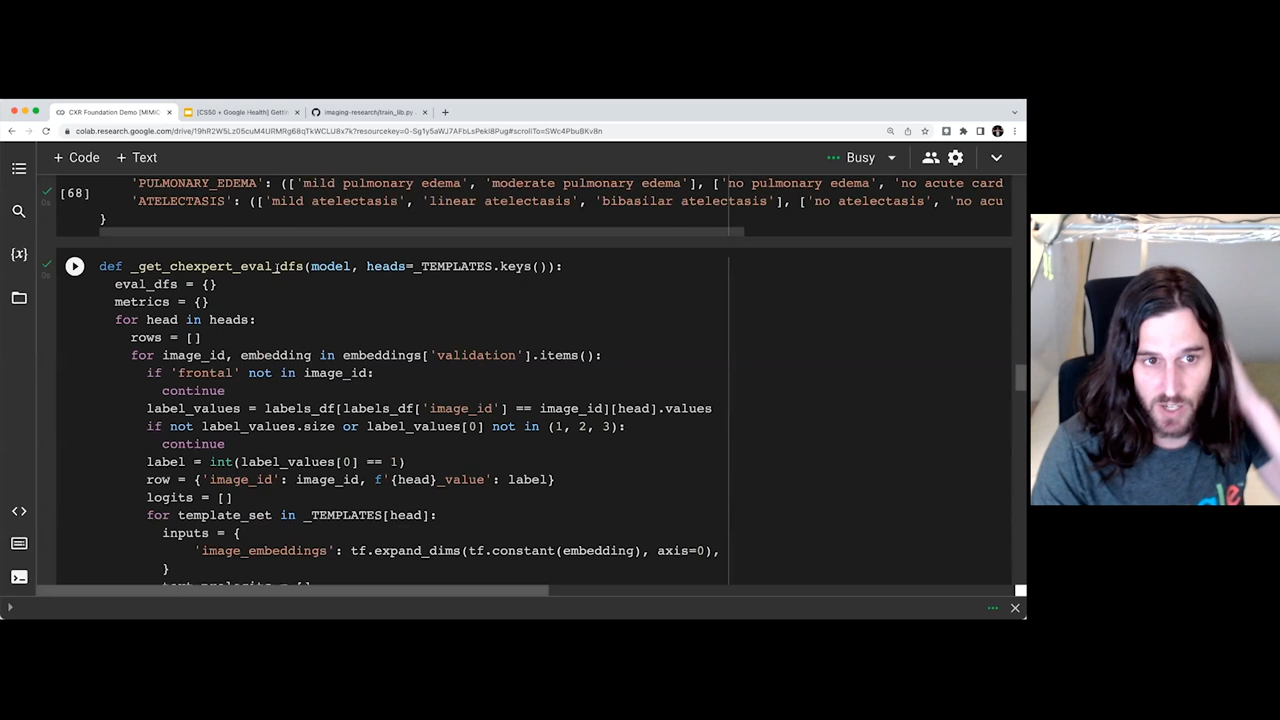 CXR Foundation Demo [MIMIC
[CS50 + Google Health] Getti
imaging-research/train_lib.py
colab.research.google.com/drive/19hR2W5Lz05cuM4URMRg68qTkWCLU8x7k?resourcekey=0-Sg1y5aWJ7AFbLsPekI8Pug#scrollTo=SWc4PbuBKv8n
+ Code + Text
Busy
[68]
0s
'PULMONARY_EDEMA': (['mild pulmonary edema', 'moderate pulmonary edema'], ['no pulmonary edema', 'no acute card
'ATELECTASIS': (['mild atelectasis', 'linear atelectasis', 'bibasilar atelectasis'], ['no atelectasis', 'no acu
}
0s
def _get_chexpert_eval_dfs(model, heads=_TEMPLATES.keys()):
eval_dfs = {}
metrics = {}
for head in heads:
rows = []
for image_id, embedding in embeddings['validation'].items():
if 'frontal' not in image_id:
continue
label_values = labels_df[labels_df['image_id'] == image_id][head].values
if not label_values.size or label_values[0] not in (1, 2, 3):
continue
label = int(label_values[0] == 1)
row = {'image_id': image_id, f'{head}_value': label}
logits = []
for template_set in _TEMPLATES[head]:
inputs = {
'image_embeddings': tf.expand_dims(tf.constant(embedding), axis=0),
}